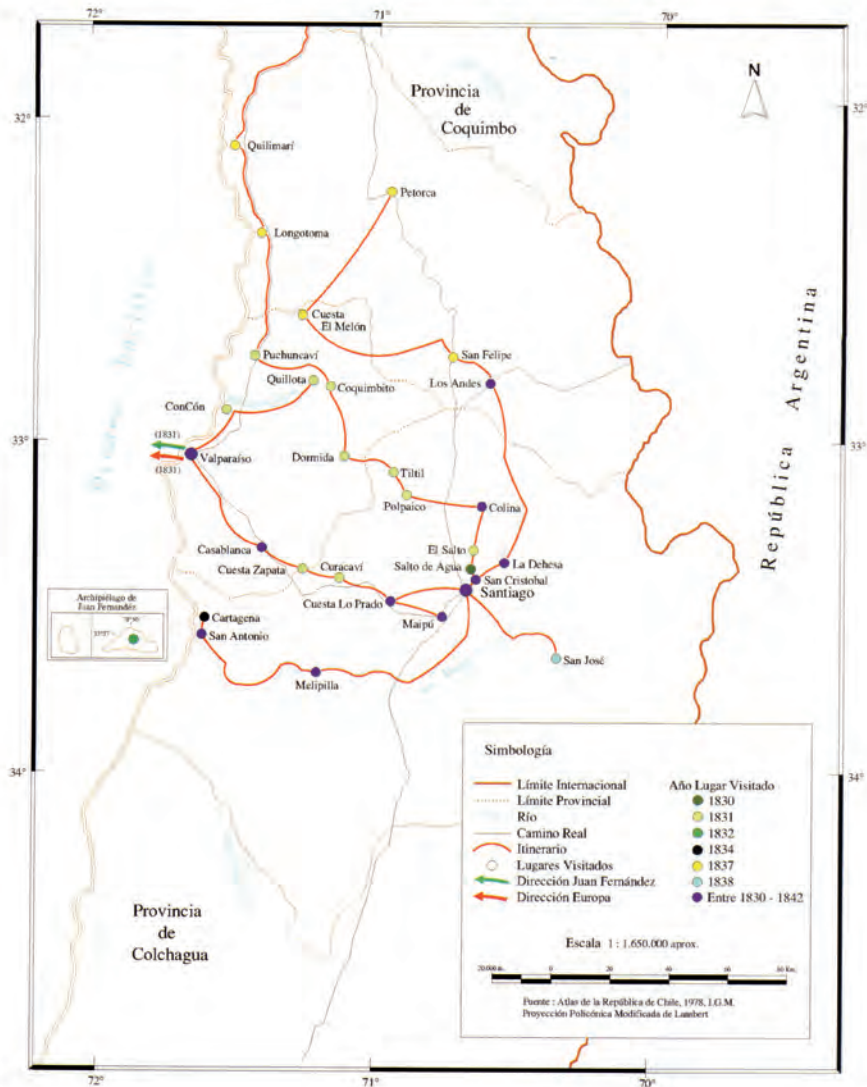 72° 71° 70°
N
Provincia
de
Coquimbo
32° 32°
Quilimarí
Petorca
Longotoma
Cuesta
El Melón
Puchuncaví
San Felipe
Quillota
Coquimbito
Los Andes
ConCón
33° 33°
(1831)
Valparaíso
(1831)
Dormida
Tiltil
Polpaico
Colina
Casablanca
El Salto
Cuesta Zapata
Curacaví
Salto de Agua
La Dehesa
San Cristobal
Santiago
Cuesta Lo Prado
Maipú
Archipiélago de
Juan Fernández
Cartagena
San Antonio
Melipilla
San José
República Argentina
34° 34°
Provincia
de
Colchagua
Simbología
Límite Internacional
Límite Provincial
Río
Camino Real
Itinerario
Lugares Visitados
Dirección Juan Fernández
Dirección Europa
Año Lugar Visitado
1830
1831
1832
1834
1837
1838
Entre 1830 - 1842
Escala 1 : 1.650.000 aprox.
0 20 40 60
Fuente : Atlas de la República de Chile, 1978, I.G.M.
Proyección Policónica Modificada de Lambert
72° 71° 70°